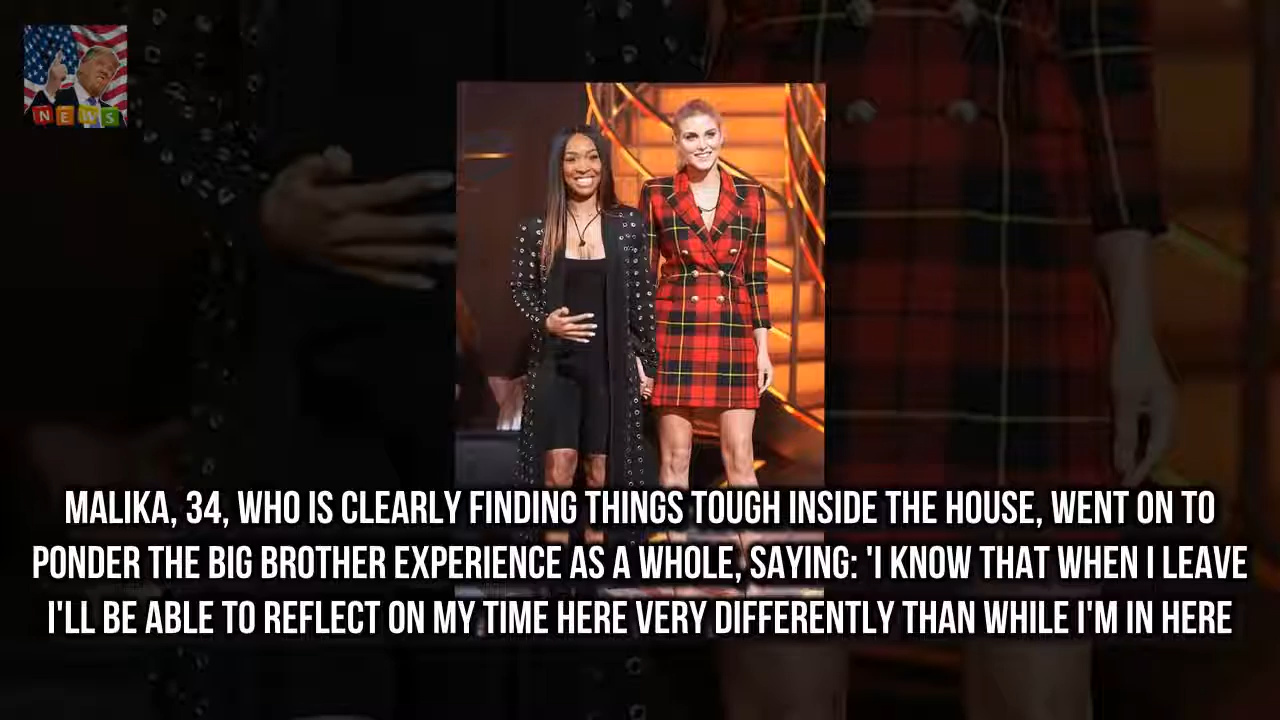 NEWS
MALIKA, 34, WHO IS CLEARLY FINDING THINGS TOUGH INSIDE THE HOUSE, WENT ON TO
PONDER THE BIG BROTHER EXPERIENCE AS A WHOLE, SAYING: 'I KNOW THAT WHEN I LEAVE
I'LL BE ABLE TO REFLECT ON MY TIME HERE VERY DIFFERENTLY THAN WHILE I'M IN HERE